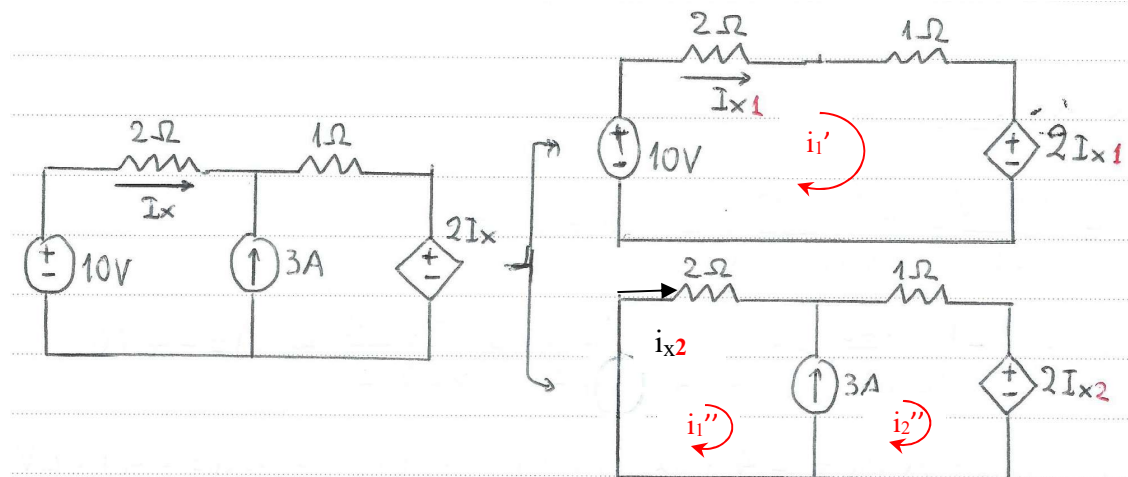 2Ω 1Ω
Ix
10V 3A 2Ix
2Ω 1Ω
Ix1
10V i₁' 2Ix1
2Ω 1Ω
ix2
3A 2Ix2
i₁'' i₂''